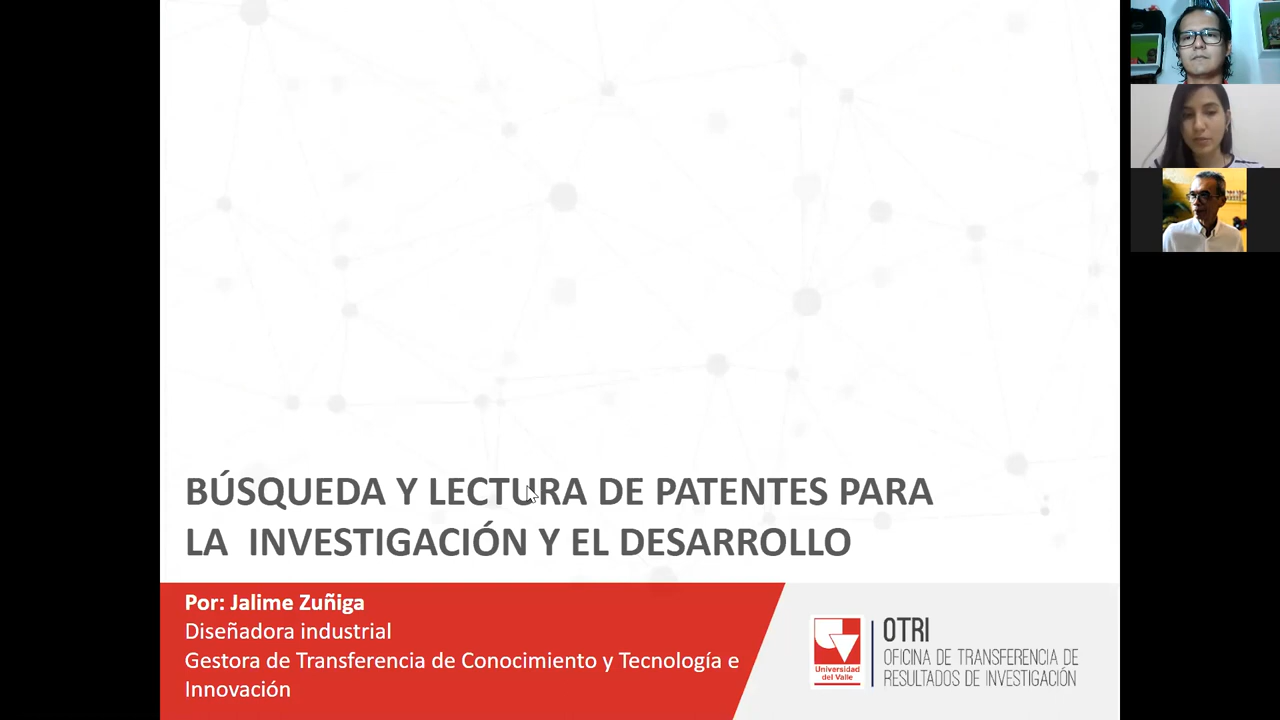 BÚSQUEDA Y LECTURA DE PATENTES PARA
LA INVESTIGACIÓN Y EL DESARROLLO
Por: Jalime Zuñiga
Diseñadora industrial
Gestora de Transferencia de Conocimiento y Tecnología e
Innovación
Universidad
del Valle
OTRI
OFICINA DE TRANSFERENCIA DE
RESULTADOS DE INVESTIGACIÓN